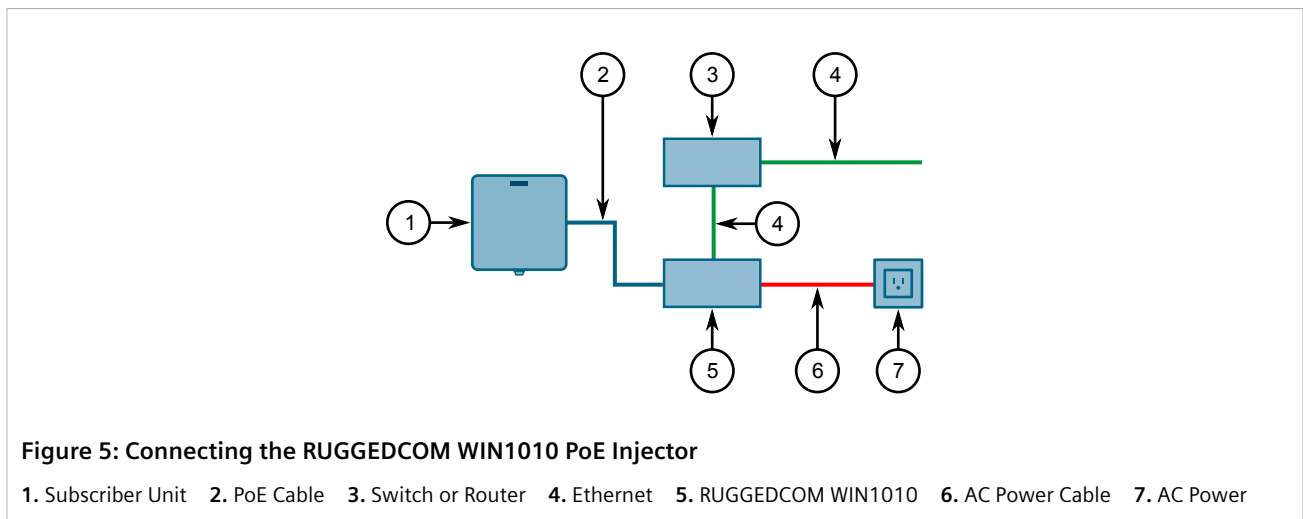 2 3 4
1 4
5 6 7
Figure 5: Connecting the RUGGEDCOM WIN1010 PoE Injector
1. Subscriber Unit 2. PoE Cable 3. Switch or Router 4. Ethernet 5. RUGGEDCOM WIN1010 6. AC Power Cable 7. AC Power